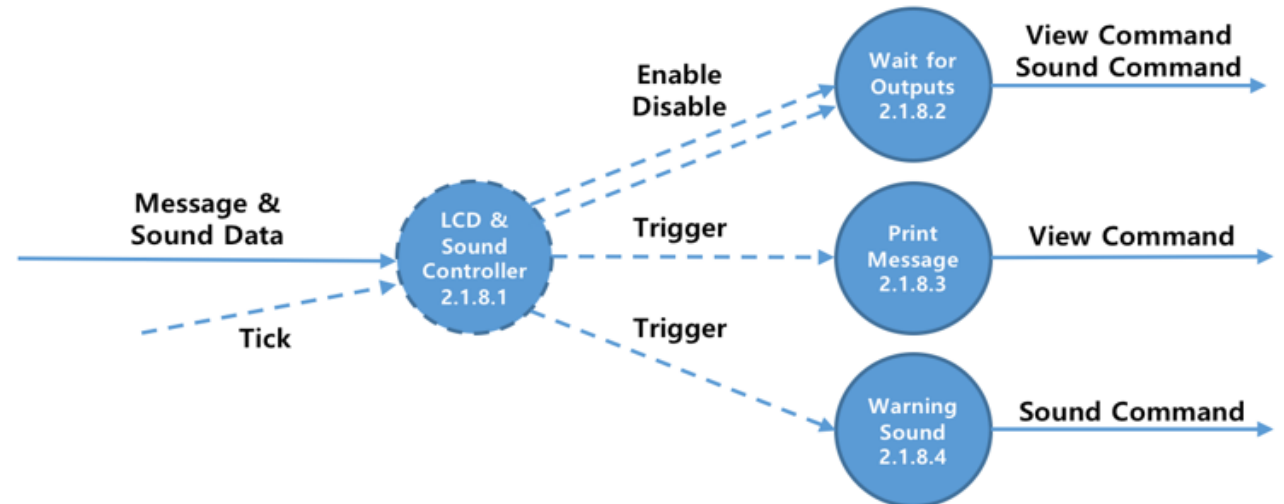 Message &
Sound Data
Tick
LCD &
Sound
Controller
2.1.8.1
Enable
Disable
Trigger
Trigger
Wait for
Outputs
2.1.8.2
View Command
Sound Command
Print
Message
2.1.8.3
View Command
Warning
Sound
2.1.8.4
Sound Command